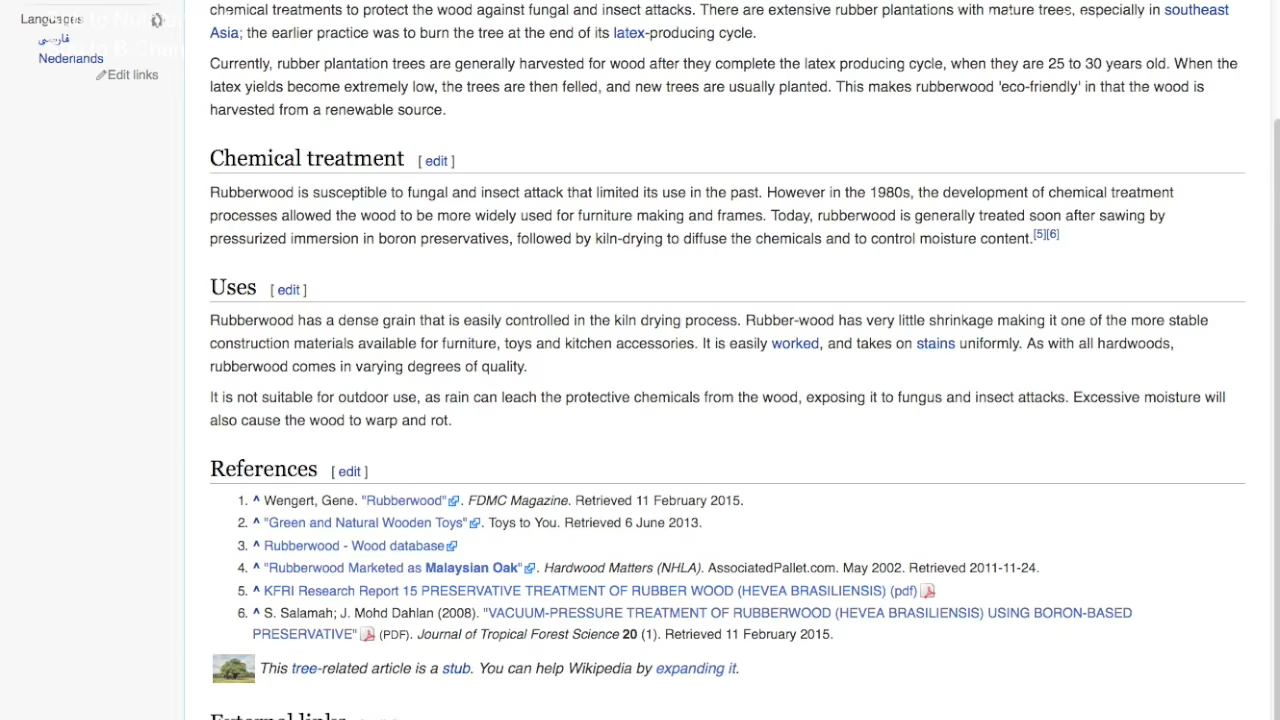 Languages
فارسی
Nederlands
Edit links
chemical treatments to protect the wood against fungal and insect attacks. There are extensive rubber plantations with mature trees, especially in southeast
Asia; the earlier practice was to burn the tree at the end of its latex-producing cycle.
Currently, rubber plantation trees are generally harvested for wood after they complete the latex producing cycle, when they are 25 to 30 years old. When the
latex yields become extremely low, the trees are then felled, and new trees are usually planted. This makes rubberwood 'eco-friendly' in that the wood is
harvested from a renewable source.
Chemical treatment [ edit ]
Rubberwood is susceptible to fungal and insect attack that limited its use in the past. However in the 1980s, the development of chemical treatment
processes allowed the wood to be more widely used for furniture making and frames. Today, rubberwood is generally treated soon after sawing by
pressurized immersion in boron preservatives, followed by kiln-drying to diffuse the chemicals and to control moisture content.[5][6]
Uses [ edit ]
Rubberwood has a dense grain that is easily controlled in the kiln drying process. Rubber-wood has very little shrinkage making it one of the more stable
construction materials available for furniture, toys and kitchen accessories. It is easily worked, and takes on stains uniformly. As with all hardwoods,
rubberwood comes in varying degrees of quality.
It is not suitable for outdoor use, as rain can leach the protective chemicals from the wood, exposing it to fungus and insect attacks. Excessive moisture will
also cause the wood to warp and rot.
References [ edit ]
1. ^ Wengert, Gene. "Rubberwood". FDMC Magazine. Retrieved 11 February 2015.
2. ^ "Green and Natural Wooden Toys". Toys to You. Retrieved 6 June 2013.
3. ^ Rubberwood - Wood database
4. ^ "Rubberwood Marketed as Malaysian Oak". Hardwood Matters (NHLA). AssociatedPallet.com. May 2002. Retrieved 2011-11-24.
5. ^ KFRI Research Report 15 PRESERVATIVE TREATMENT OF RUBBER WOOD (HEVEA BRASILIENSIS) (pdf)
6. ^ S. Salamah; J. Mohd Dahlan (2008). "VACUUM-PRESSURE TREATMENT OF RUBBERWOOD (HEVEA BRASILIENSIS) USING BORON-BASED
PRESERVATIVE" (PDF). Journal of Tropical Forest Science 20 (1). Retrieved 11 February 2015.
This tree-related article is a stub. You can help Wikipedia by expanding it.
External links